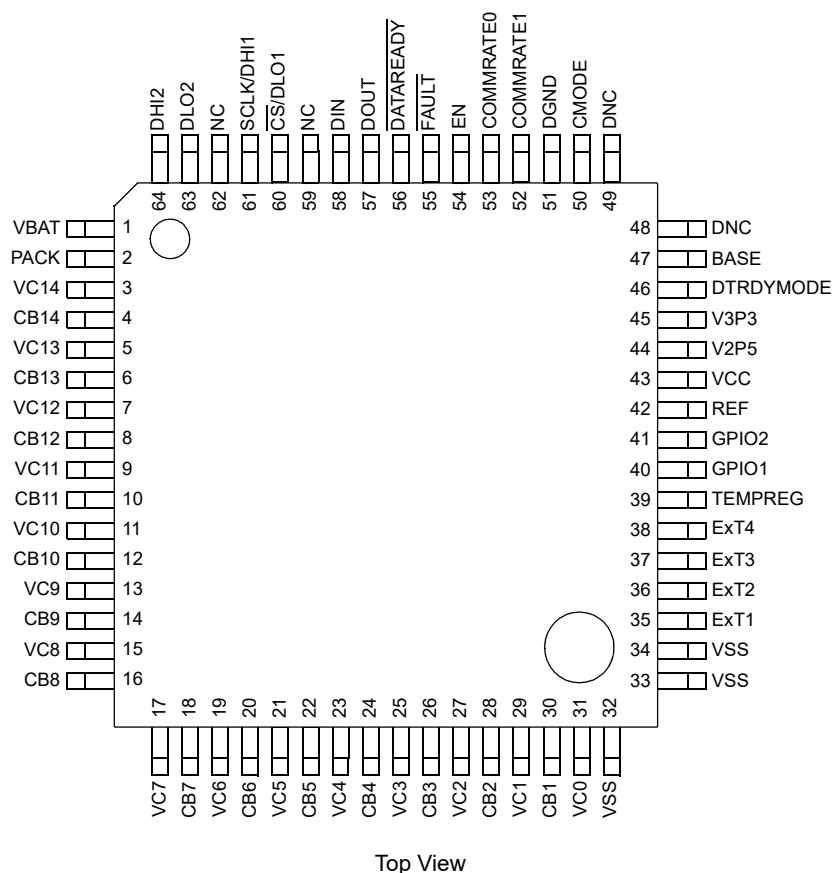 DHI2
DLO2
NC
SCLK/DHI1
CS/DLO1
NC
DIN
DOUT
DATAREADY
FAULT
EN
COMMRATE0
COMMRATE1
DGND
CMODE
DNC
64
63
62
61
60
59
58
57
56
55
54
53
52
51
50
49
VBAT 1
PACK 2
VC14 3
CB14 4
VC13 5
CB13 6
VC12 7
CB12 8
VC11 9
CB11 10
VC10 11
CB10 12
VC9 13
CB9 14
VC8 15
CB8 16
48 DNC
47 BASE
46 DTRDYMODE
45 V3P3
44 V2P5
43 VCC
42 REF
41 GPIO2
40 GPIO1
39 TEMPREG
38 ExT4
37 ExT3
36 ExT2
35 ExT1
34 VSS
33 VSS
17
18
19
20
21
22
23
24
25
26
27
28
29
30
31
32
VC7
CB7
VC6
CB6
VC5
CB5
VC4
CB4
VC3
CB3
VC2
CB2
VC1
CB1
VC0
VSS
Top View